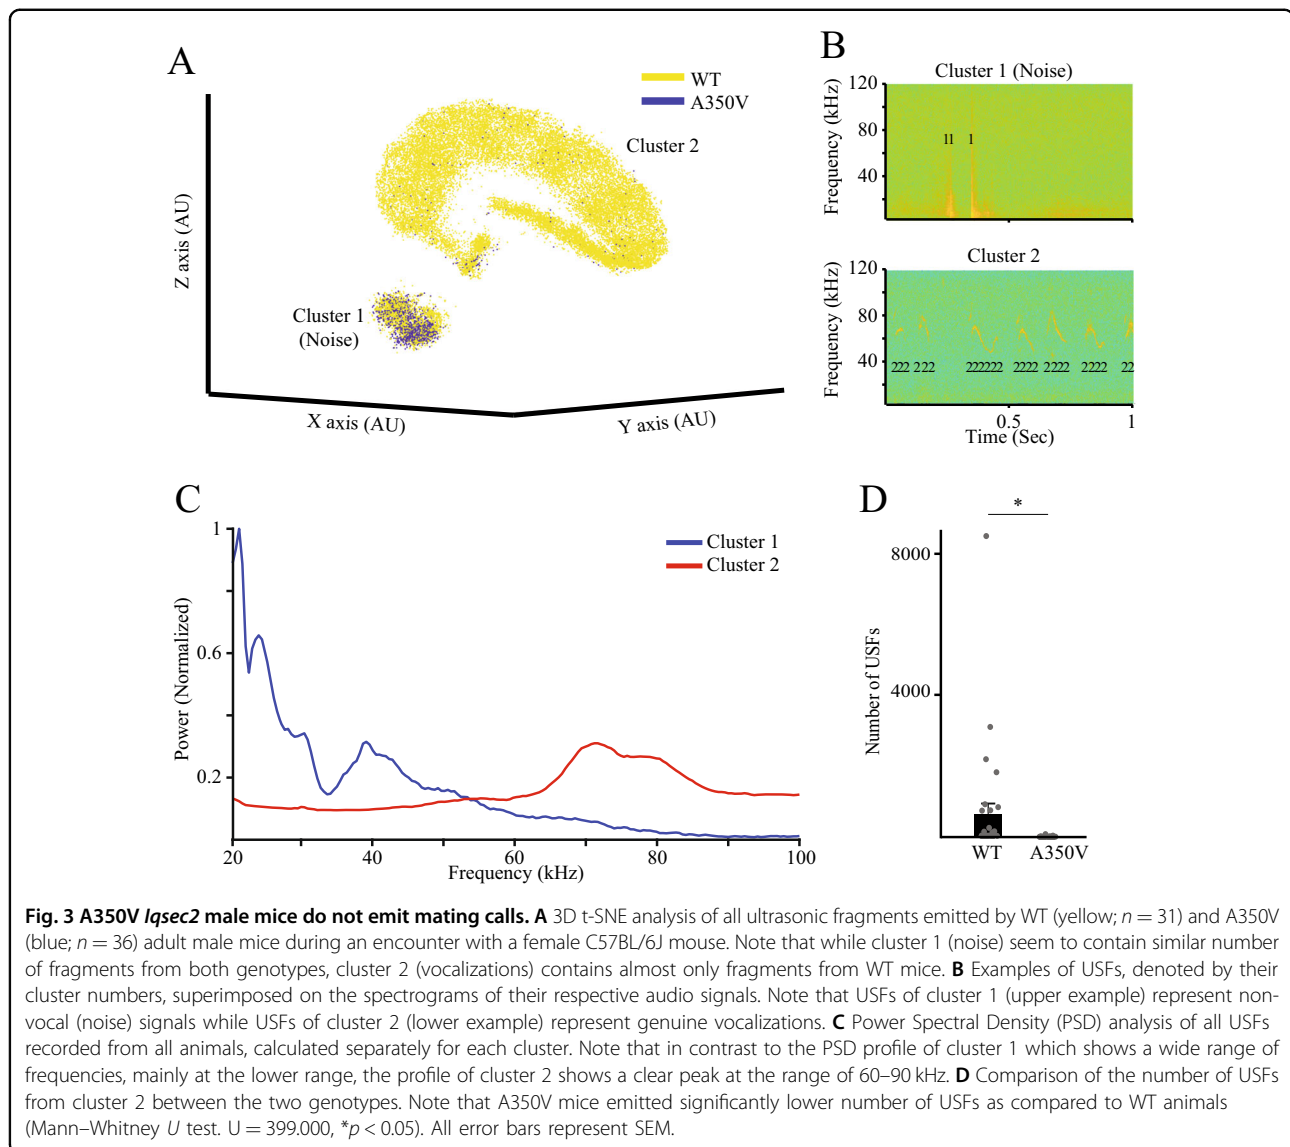 A
WT
A350V
Cluster 2
Cluster 1
(Noise)
Z axis (AU)
X axis (AU)
Y axis (AU)
B
Cluster 1 (Noise)
Frequency (kHz)
120
80
40
11 1
Cluster 2
Frequency (kHz)
120
80
40
222 2 22 222222 2222 2222 2222 22
0.5 1
Time (Sec)
C
Cluster 1
Cluster 2
Power (Normalized)
1
0.6
0.2
20 40 60 80 100
Frequency (kHz)
D
*
Number of USFs
8000
4000
WT A350V
Fig. 3 A350V Iqsec2 male mice do not emit mating calls. A 3D t-SNE analysis of all ultrasonic fragments emitted by WT (yellow; n = 31) and A350V
(blue; n = 36) adult male mice during an encounter with a female C57BL/6J mouse. Note that while cluster 1 (noise) seem to contain similar number
of fragments from both genotypes, cluster 2 (vocalizations) contains almost only fragments from WT mice. B Examples of USFs, denoted by their
cluster numbers, superimposed on the spectrograms of their respective audio signals. Note that USFs of cluster 1 (upper example) represent non-
vocal (noise) signals while USFs of cluster 2 (lower example) represent genuine vocalizations. C Power Spectral Density (PSD) analysis of all USFs
recorded from all animals, calculated separately for each cluster. Note that in contrast to the PSD profile of cluster 1 which shows a wide range of
frequencies, mainly at the lower range, the profile of cluster 2 shows a clear peak at the range of 60–90 kHz. D Comparison of the number of USFs
from cluster 2 between the two genotypes. Note that A350V mice emitted significantly lower number of USFs as compared to WT animals
(Mann–Whitney U test. U = 399.000, *p < 0.05). All error bars represent SEM.